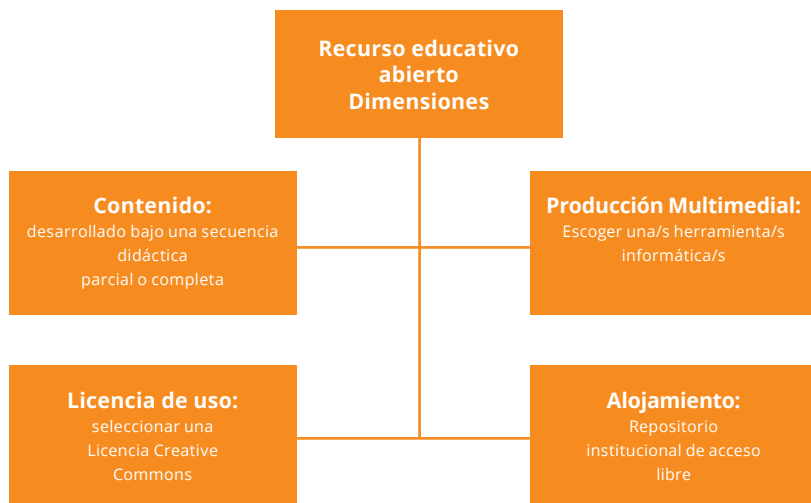 Recurso educativo
abierto
Dimensiones
Contenido:
desarrollado bajo una secuencia
didáctica
parcial o completa
Producción Multimedial:
Escoger una/s herramienta/s
informática/s
Licencia de uso:
seleccionar una
Licencia Creative
Commons
Alojamiento:
Repositorio
institucional de acceso
libre